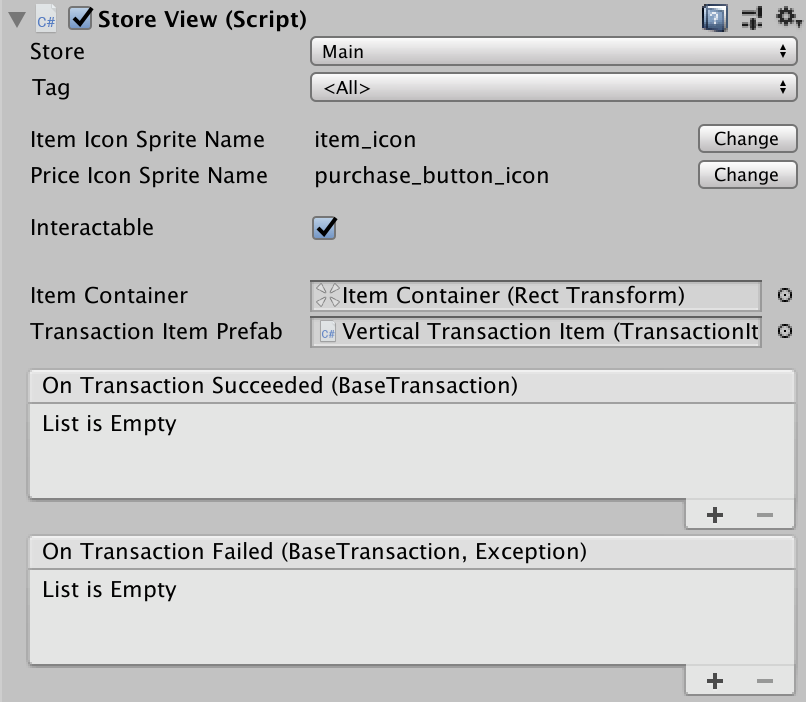 C# Store View (Script)
Store Main
Tag <All>
Item Icon Sprite Name item_icon Change
Price Icon Sprite Name purchase_button_icon Change
Interactable
Item Container Item Container (Rect Transform)
Transaction Item Prefab C# Vertical Transaction Item (TransactionIt
On Transaction Succeeded (BaseTransaction)
List is Empty
+ −
On Transaction Failed (BaseTransaction, Exception)
List is Empty
+ −